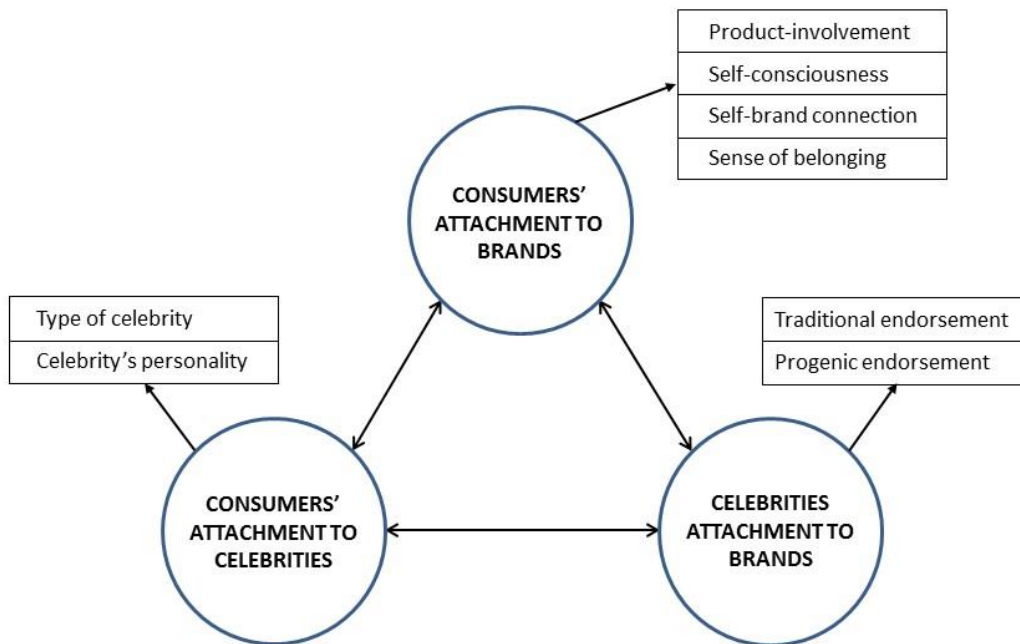 Product-involvement
Self-consciousness
Self-brand connection
Sense of belonging
CONSUMERS’
ATTACHMENT TO
BRANDS
Type of celebrity
Celebrity’s personality
Traditional endorsement
Progenic endorsement
CONSUMERS’
ATTACHMENT TO
CELEBRITIES
CELEBRITIES
ATTACHMENT TO
BRANDS